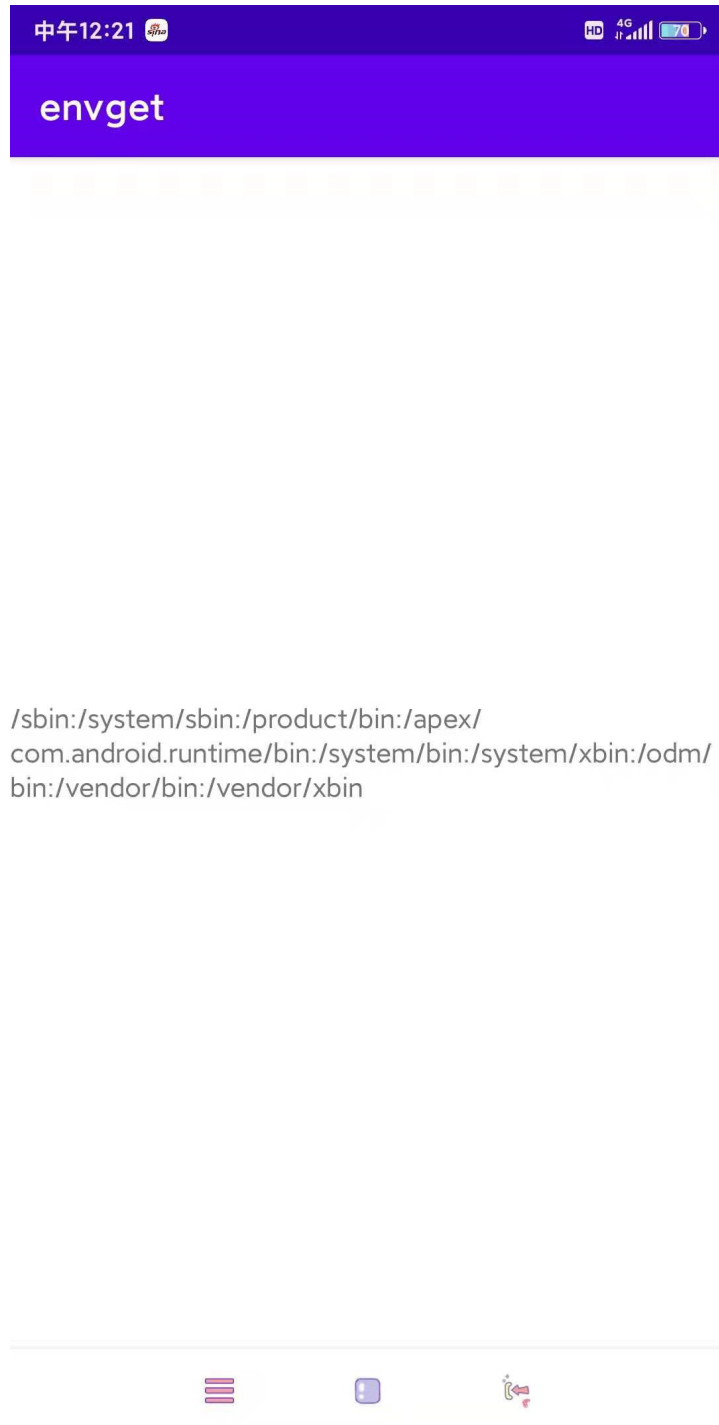 中午12:21 sina HD 4G 70
envget
/sbin:/system/sbin:/product/bin:/apex/
com.android.runtime/bin:/system/bin:/system/xbin:/odm/
bin:/vendor/bin:/vendor/xbin